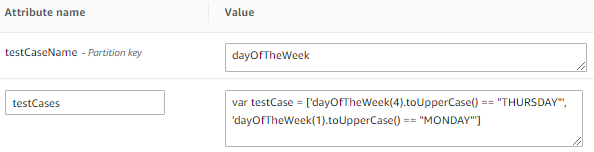 Attribute name Value
testCaseName - Partition key dayOfTheWeek
testCases var testCase = ['dayOfTheWeek(4).toUpperCase() == "THURSDAY"',
'dayOfTheWeek(1).toUpperCase() == "MONDAY"']